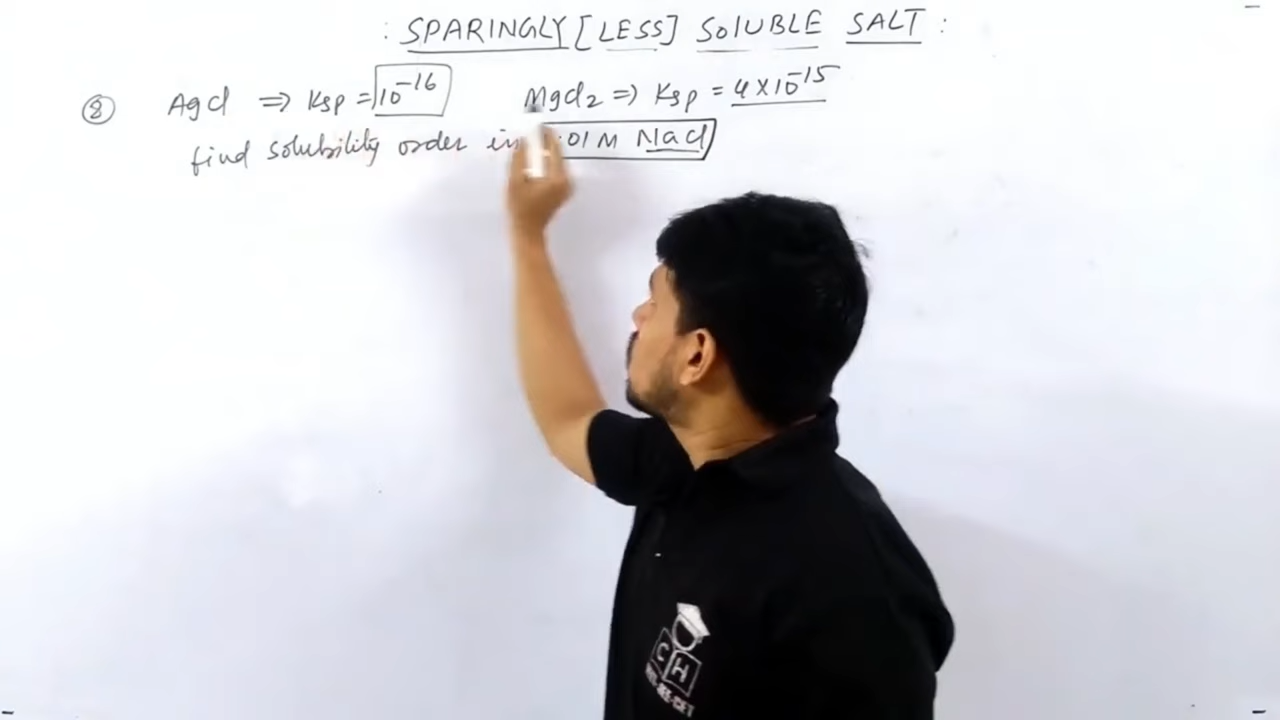 : SPARINGLY [LESS] SOLUBLE SALT :
⑧ AgCl ⇒ Ksp = 10⁻¹⁶ MgCl₂ ⇒ Ksp = 4×10⁻¹⁵
find solubility order in .01 M NaCl
C H